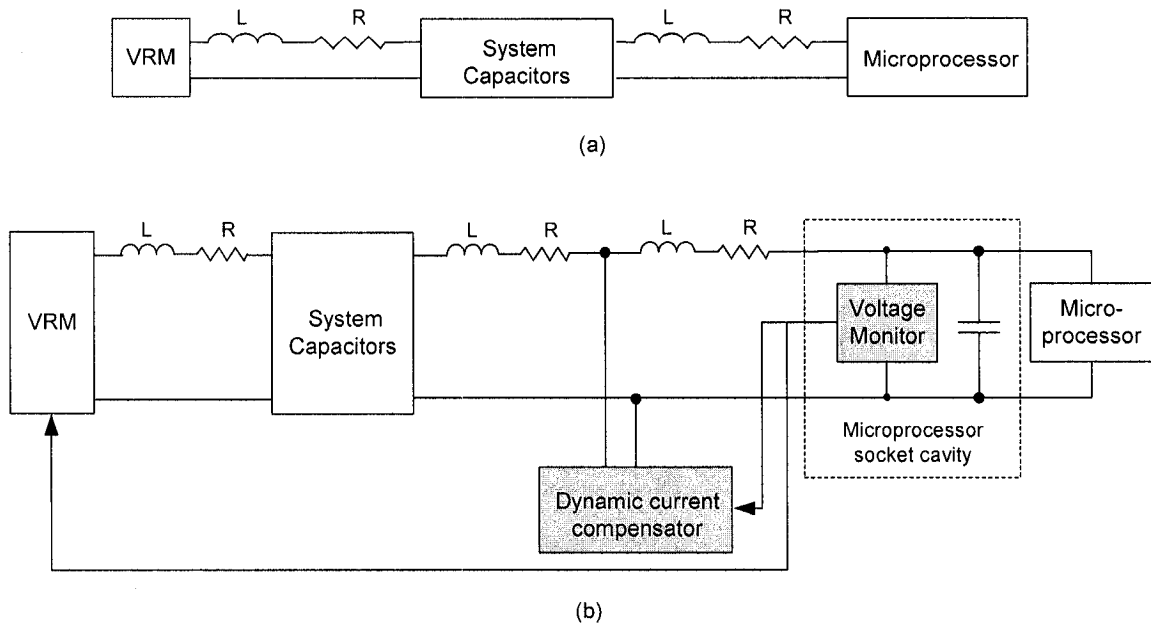 L
R
L
R
VRM
System
Capacitors
Microprocessor
(a)
L
R
L
R
L
R
VRM
System
Capacitors
Voltage
Monitor
Micro-
processor
Microprocessor
socket cavity
Dynamic current
compensator
(b)